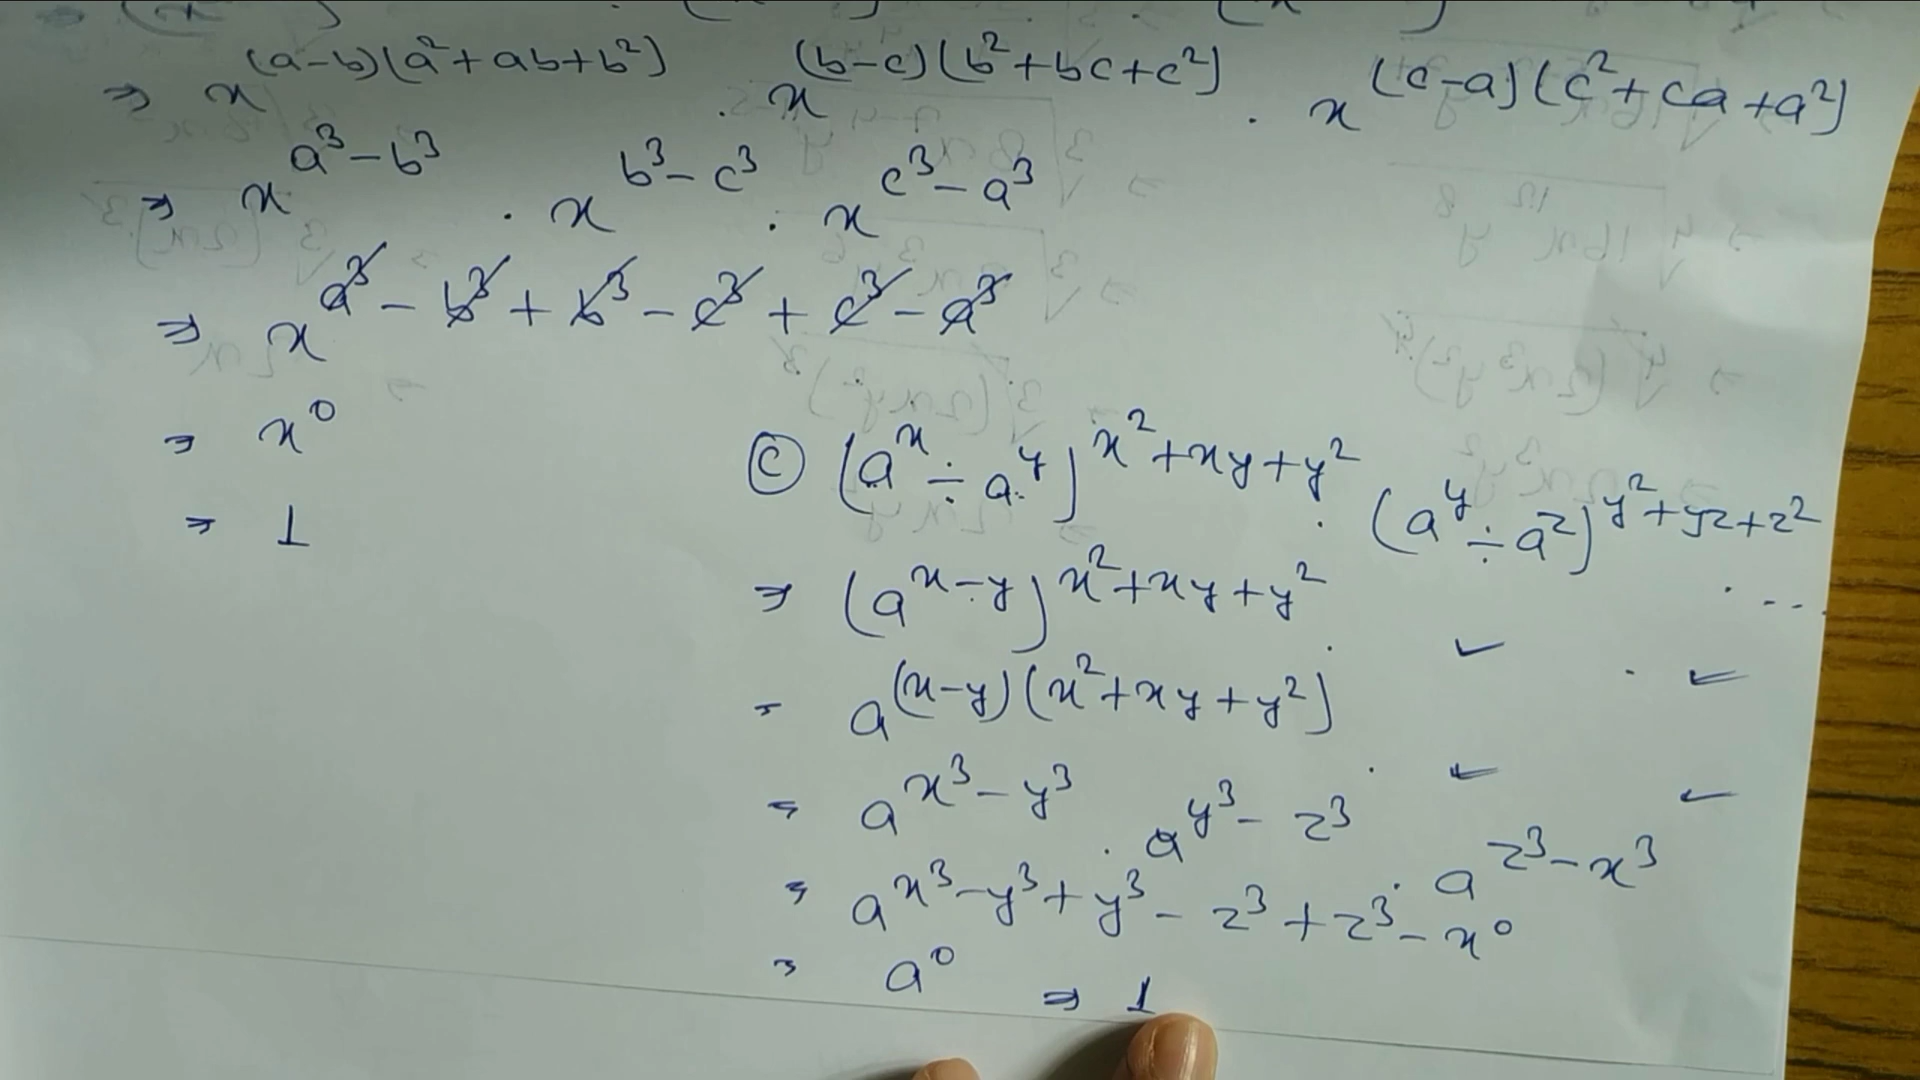 ⇒ x^(a-b)(a²+ab+b²) . x^(b-c)(b²+bc+c²) . x^(c-a)(c²+ca+a²)
⇒ x^a³-b³ . x^b³-c³ . x^c³-a³
⇒ x^a³-b³+b³-c³+c³-a³
= x⁰
= 1
ⓒ (a^x ÷ a^y)^x²+xy+y² . (a^y ÷ a^z)^y²+yz+z² . ...
⇒ (a^x-y)^x²+xy+y² . ✓ . ✓
= a^(x-y)(x²+xy+y²) . ✓ ✓
= a^x³-y³ . a^y³-z³ . a^z³-x³
= a^x³-y³+y³-z³+z³-x⁰
= a⁰ ⇒ 1